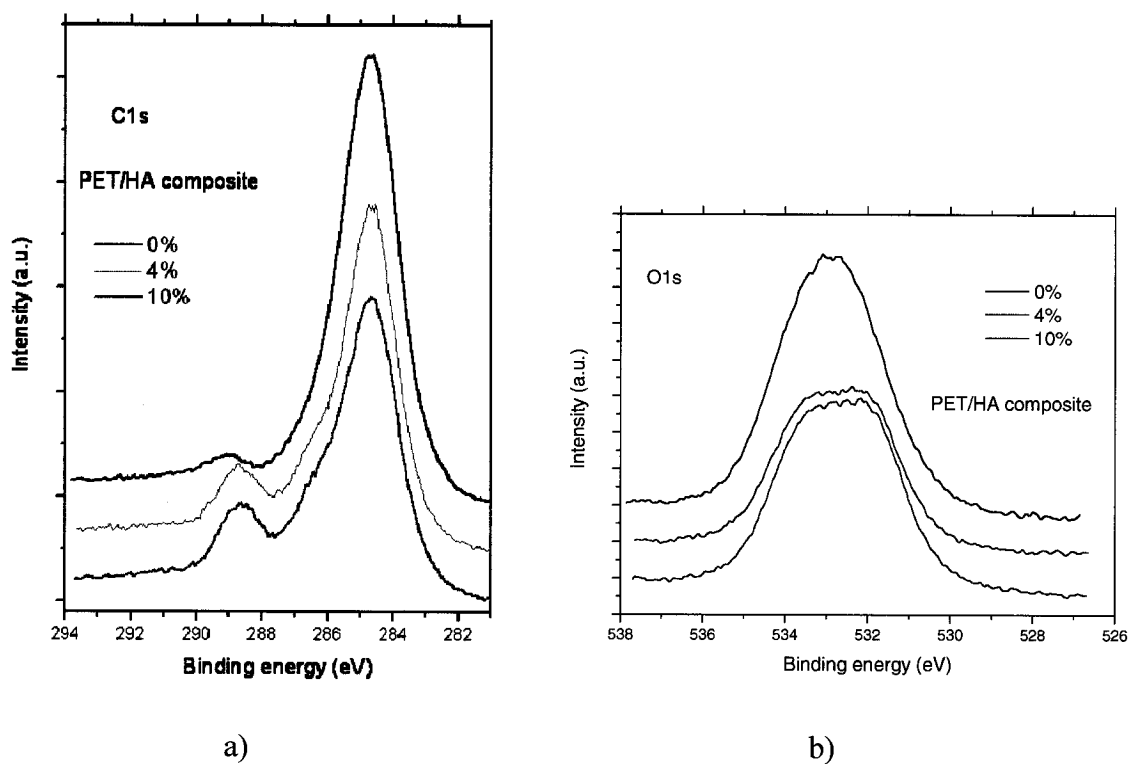 C1s
PET/HA composite
0%
4%
10%
Intensity (a.u.)
294 292 290 288 286 284 282
Binding energy (eV)
a)
O1s
0%
4%
10%
PET/HA composite
Intensity (a.u.)
538 536 534 532 530 528 526
Binding energy (eV)
b)